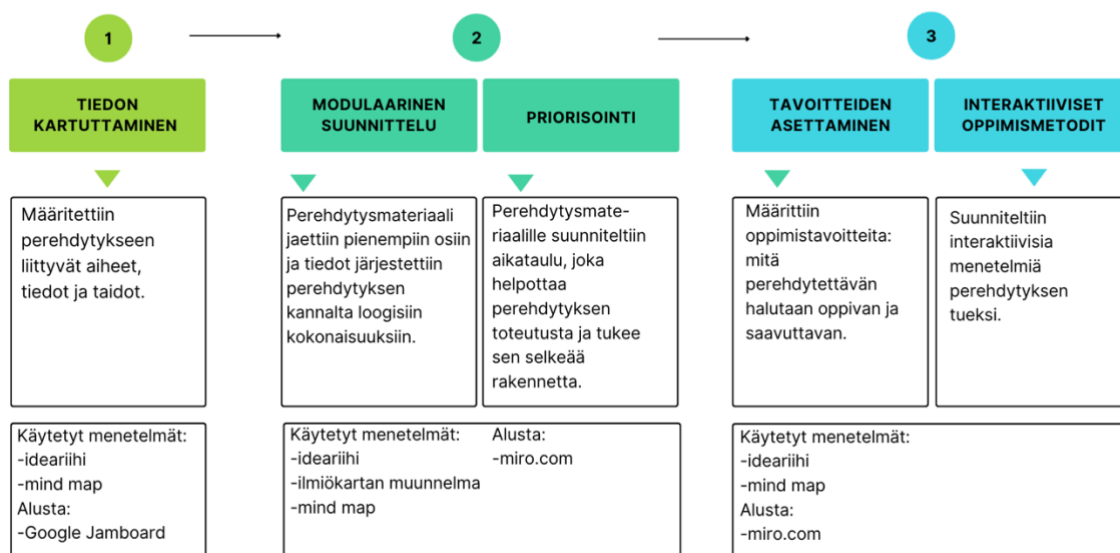 1
2
3
TIEDON
KARTUTTAMINEN
MODULAARINEN
SUUNNITTELU
PRIORISOINTI
TAVOITTEIDEN
ASETTAMINEN
INTERAKTIIVISET
OPPIMISMETODIT
Määritettiin
perehdytykseen
liittyvät aiheet,
tiedot ja taidot.
Perehdytysmateriaali
jaettiin pienempiin osiin
ja tiedot järjestettiin
perehdytyksen
kannalta loogisiin
kokonaisuuksiin.
Perehdytysmate-
riaalille suunniteltiin
aikataulu, joka
helpottaa
perehdytyksen
toteutusta ja tukee
sen selkeää
rakennetta.
Määrittiin
oppimistavoitteita:
mitä
perehdytettävän
halutaan oppivan ja
saavuttavan.
Suunniteltiin
interaktiivisia
menetelmiä
perehdytyksen
tueksi.
Käytetyt menetelmät:
-ideariihi
-mind map
Alusta:
-Google Jamboard
Käytetyt menetelmät:
-ideariihi
-ilmiökartan muunnelma
-mind map
Alusta:
-miro.com
Käytetyt menetelmät:
-ideariihi
-mind map
Alusta:
-miro.com